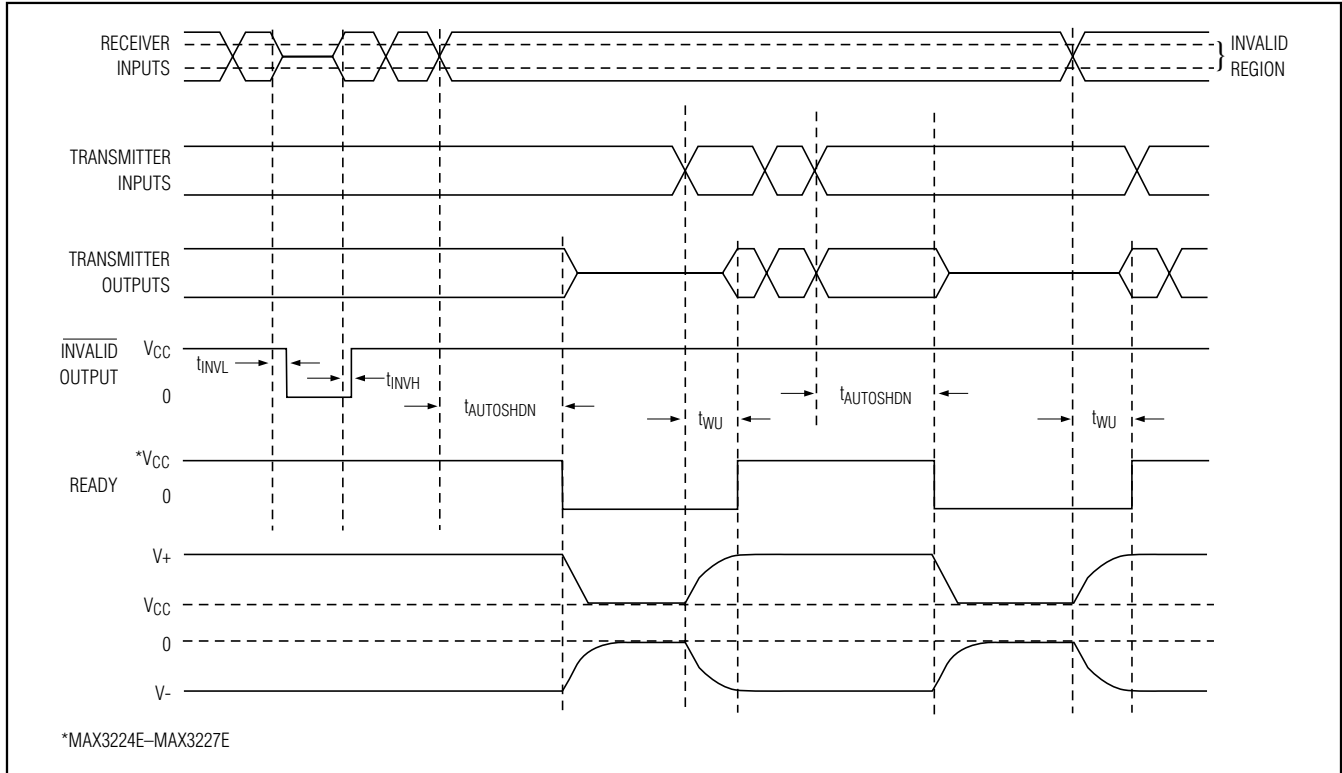 RECEIVER
INPUTS
INVALID
REGION
TRANSMITTER
INPUTS
TRANSMITTER
OUTPUTS
INVALID
OUTPUT
VCC
0
tINVL
tINVH
tAUTOSHDN
tWU
tAUTOSHDN
tWU
READY
*VCC
0
V+
VCC
0
V-
*MAX3224E–MAX3227E